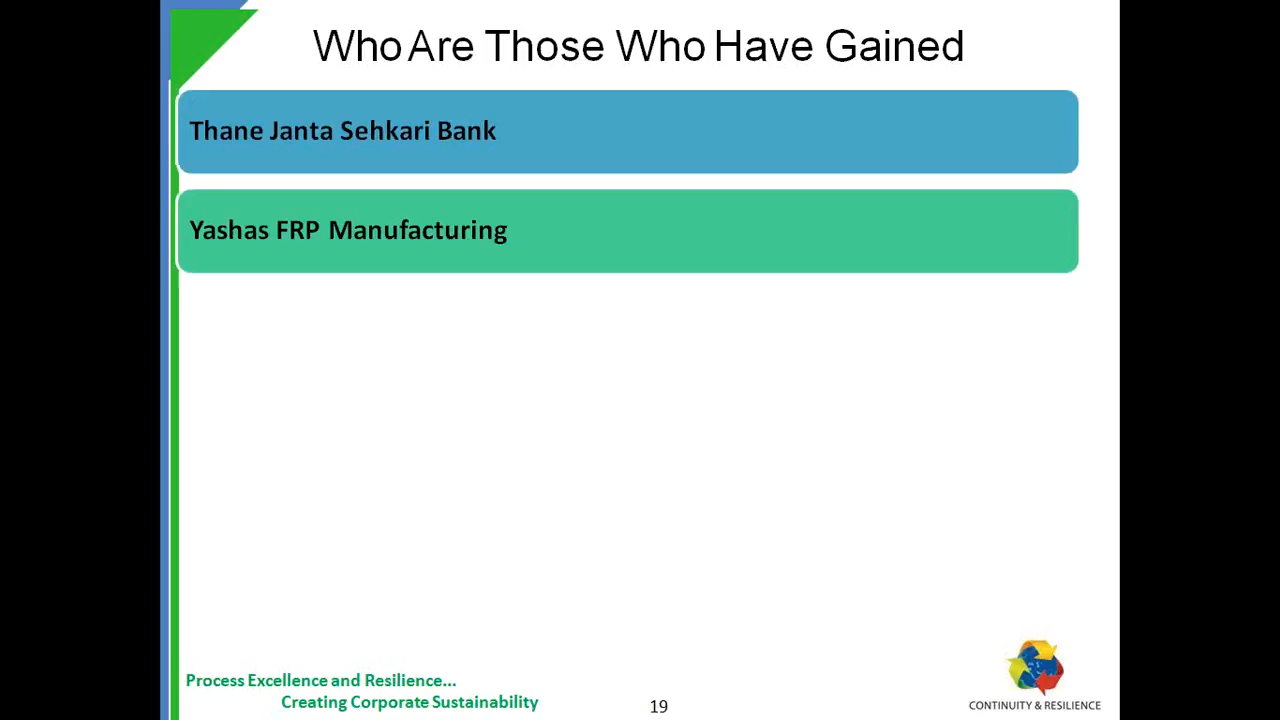 Who Are Those Who Have Gained
Thane Janta Sehkari Bank
Yashas FRP Manufacturing
Process Excellence and Resilience...
Creating Corporate Sustainability
19
CONTINUITY & RESILIENCE